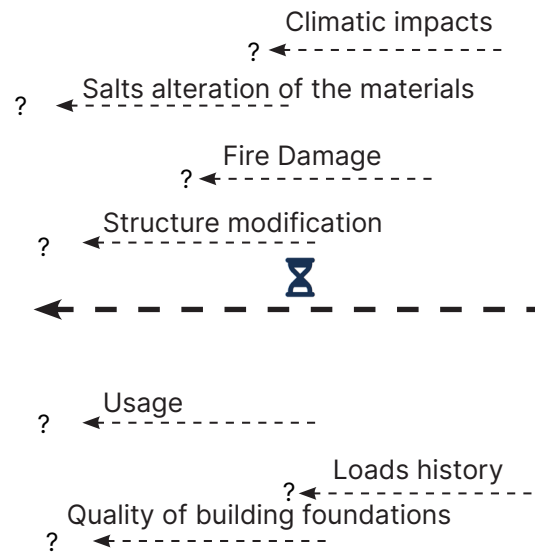 Climatic impacts
?
Salts alteration of the materials
?
Fire Damage
?
Structure modification
?
Usage
?
Loads history
?
Quality of building foundations
?